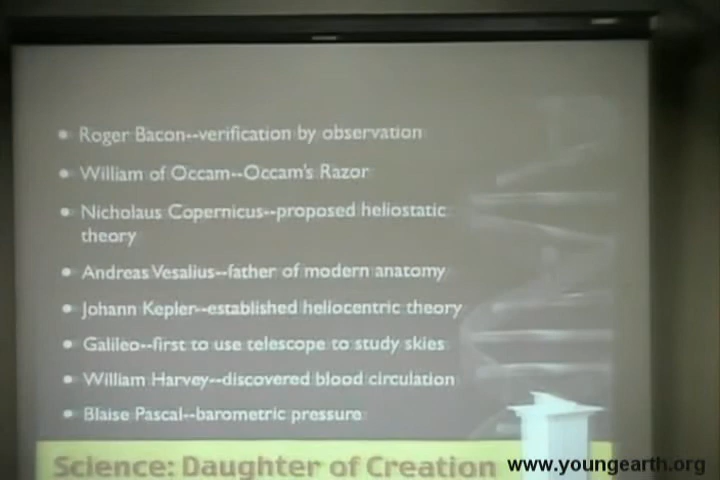 Roger Bacon--verification by observation
William of Occam--Occam's Razor
Nicholaus Copernicus--proposed heliostatic
theory
Andreas Vesalius--father of modern anatomy
Johann Kepler--established heliocentric theory
Galileo--first to use telescope to study skies
William Harvey--discovered blood circulation
Blaise Pascal--barometric pressure
Science: Daughter of Creation
www.youngearth.org